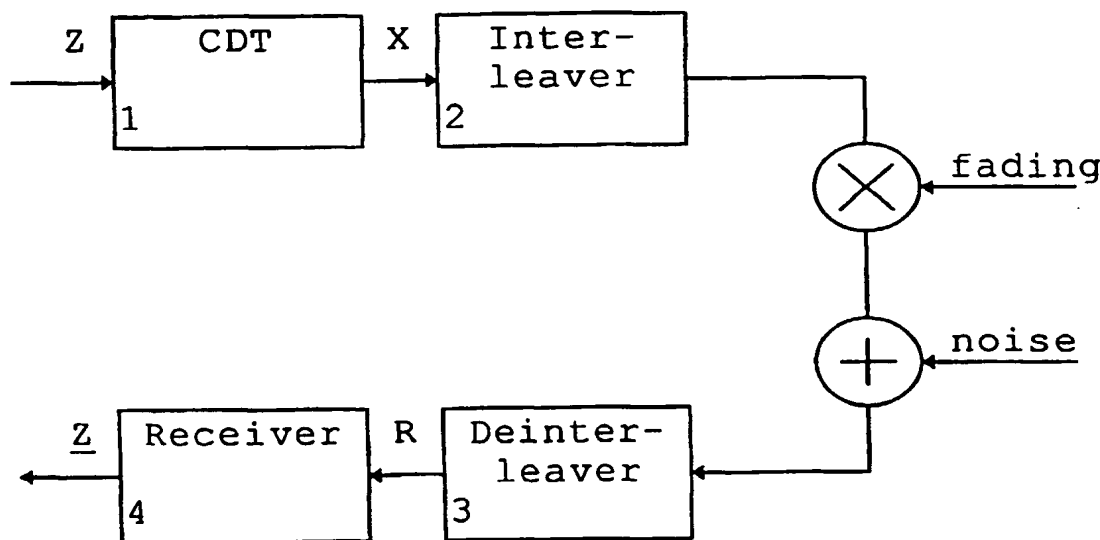 Z
CDT
1
X
Inter-
leaver
2
fading
noise
Z
Receiver
4
R
Deinter-
leaver
3